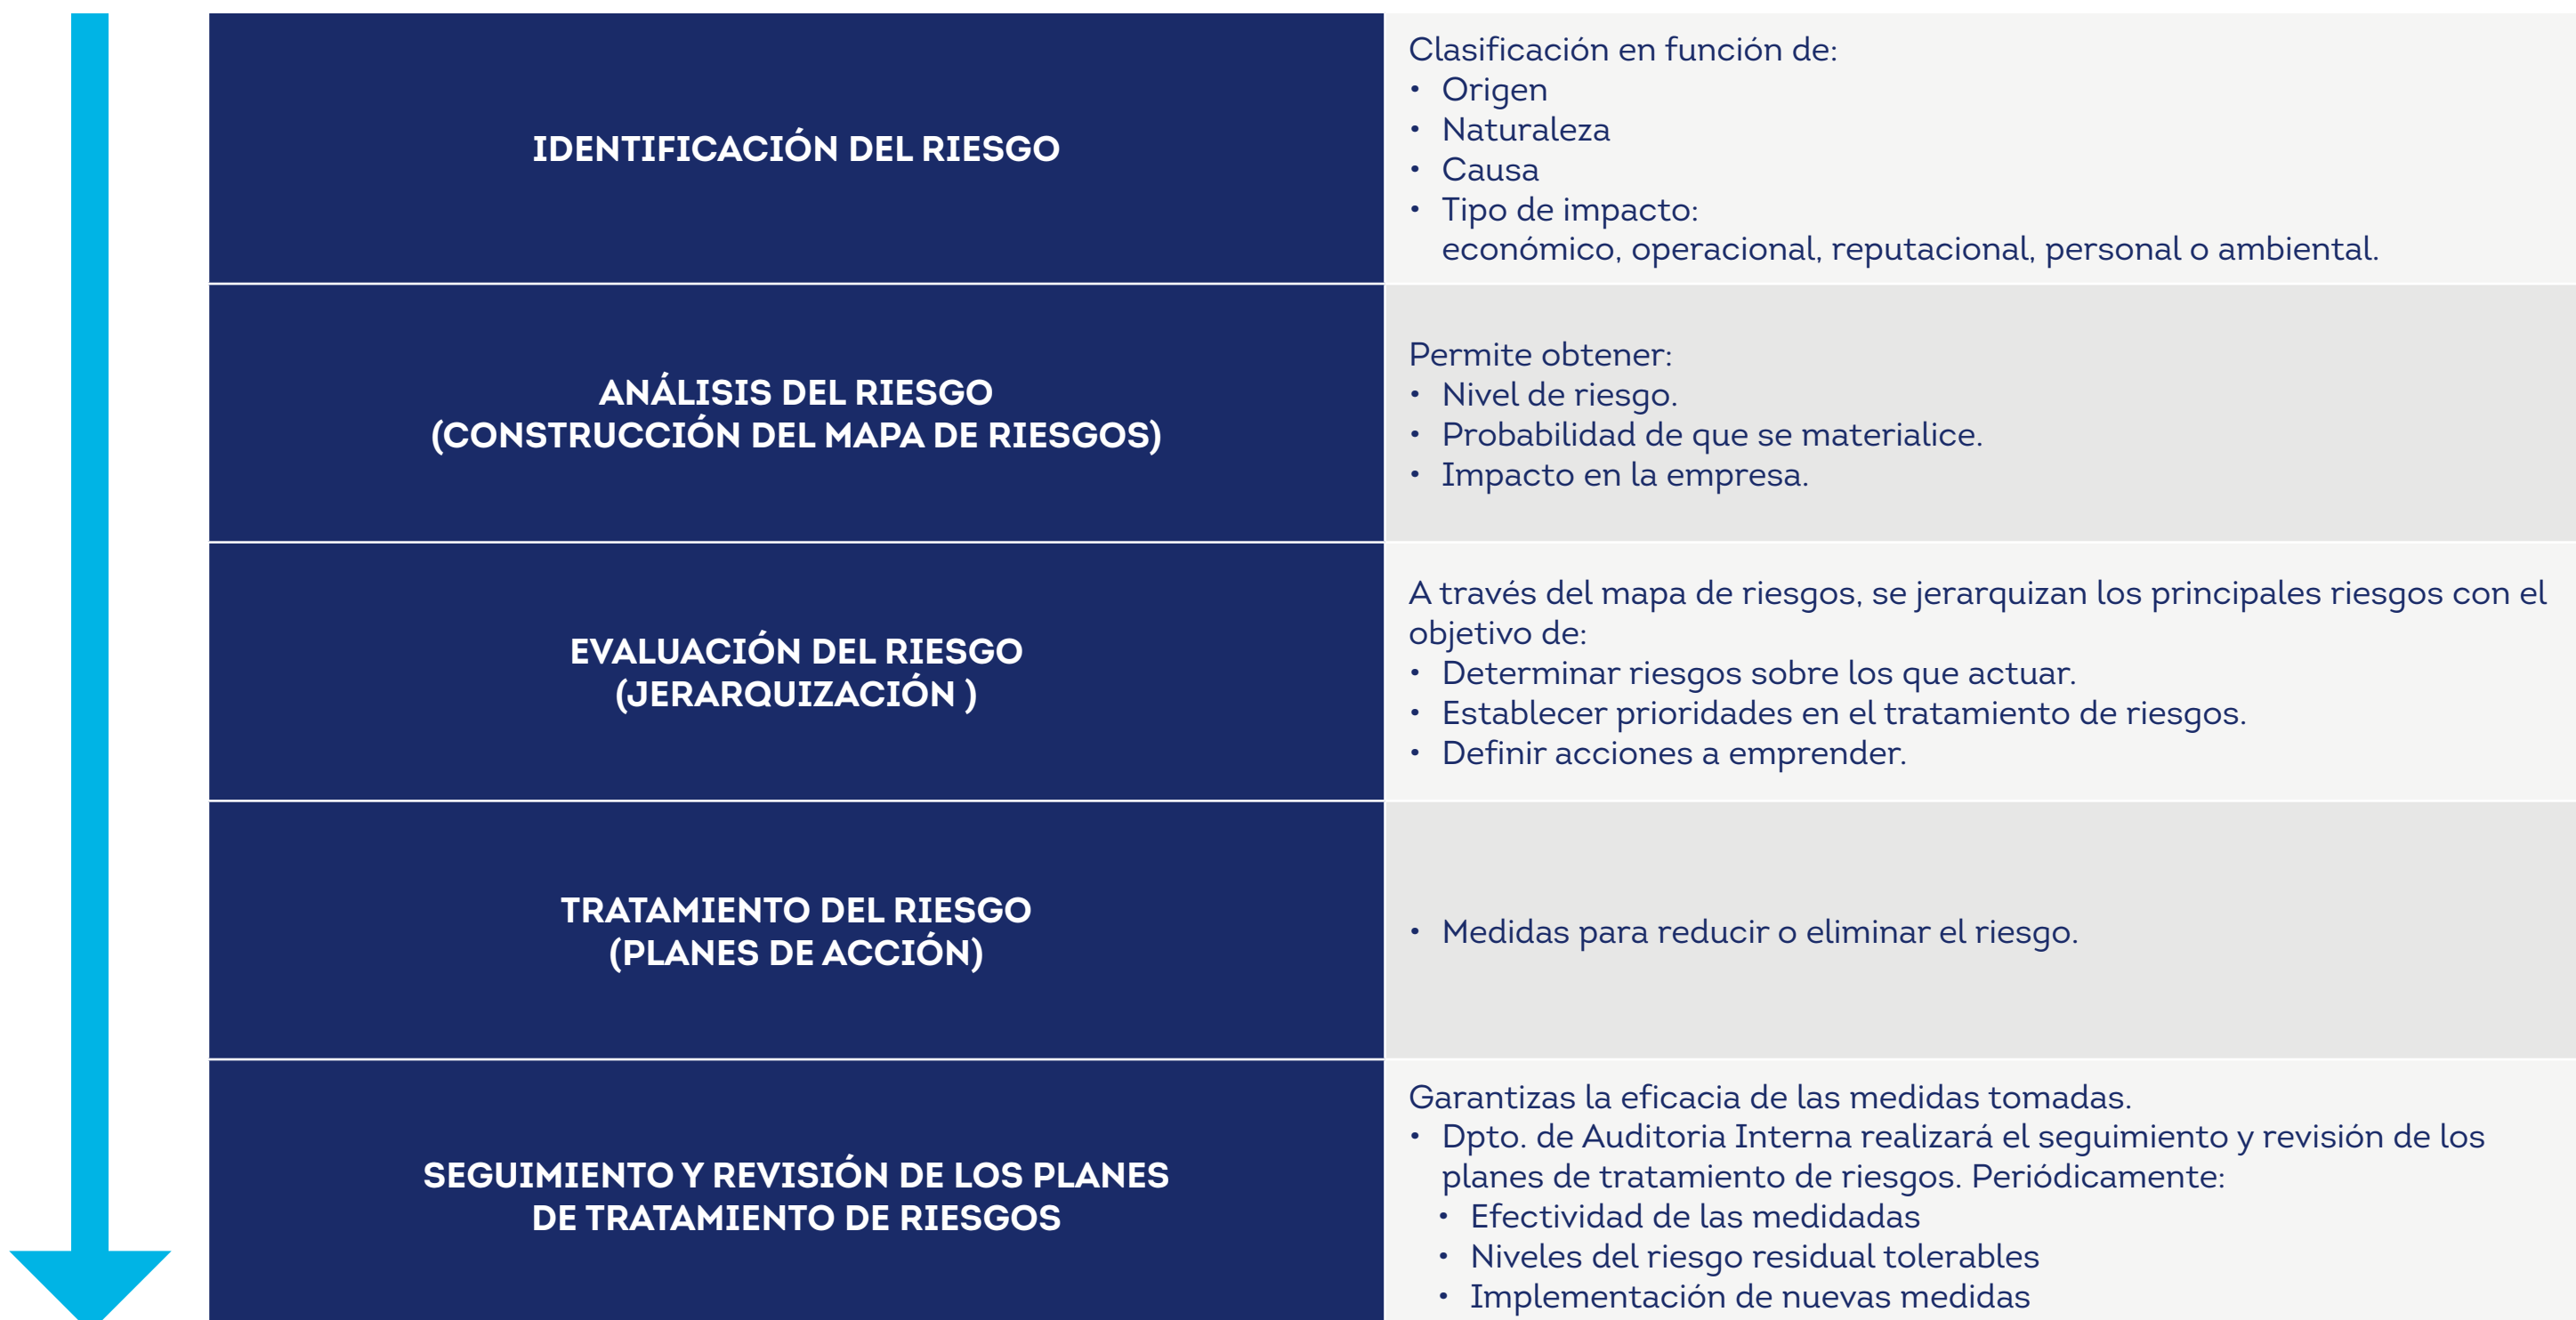 IDENTIFICACIÓN DEL RIESGO
Clasificación en función de:
• Origen
• Naturaleza
• Causa
• Tipo de impacto:
económico, operacional, reputacional, personal o ambiental.
ANÁLISIS DEL RIESGO
(CONSTRUCCIÓN DEL MAPA DE RIESGOS)
Permite obtener:
• Nivel de riesgo.
• Probabilidad de que se materialice.
• Impacto en la empresa.
EVALUACIÓN DEL RIESGO
(JERARQUIZACIÓN )
A través del mapa de riesgos, se jerarquizan los principales riesgos con el
objetivo de:
• Determinar riesgos sobre los que actuar.
• Establecer prioridades en el tratamiento de riesgos.
• Definir acciones a emprender.
TRATAMIENTO DEL RIESGO
(PLANES DE ACCIÓN)
• Medidas para reducir o eliminar el riesgo.
SEGUIMIENTO Y REVISIÓN DE LOS PLANES
DE TRATAMIENTO DE RIESGOS
Garantizas la eficacia de las medidas tomadas.
• Dpto. de Auditoria Interna realizará el seguimiento y revisión de los
planes de tratamiento de riesgos. Periódicamente:
• Efectividad de las medidadas
• Niveles del riesgo residual tolerables
• Implementación de nuevas medidas